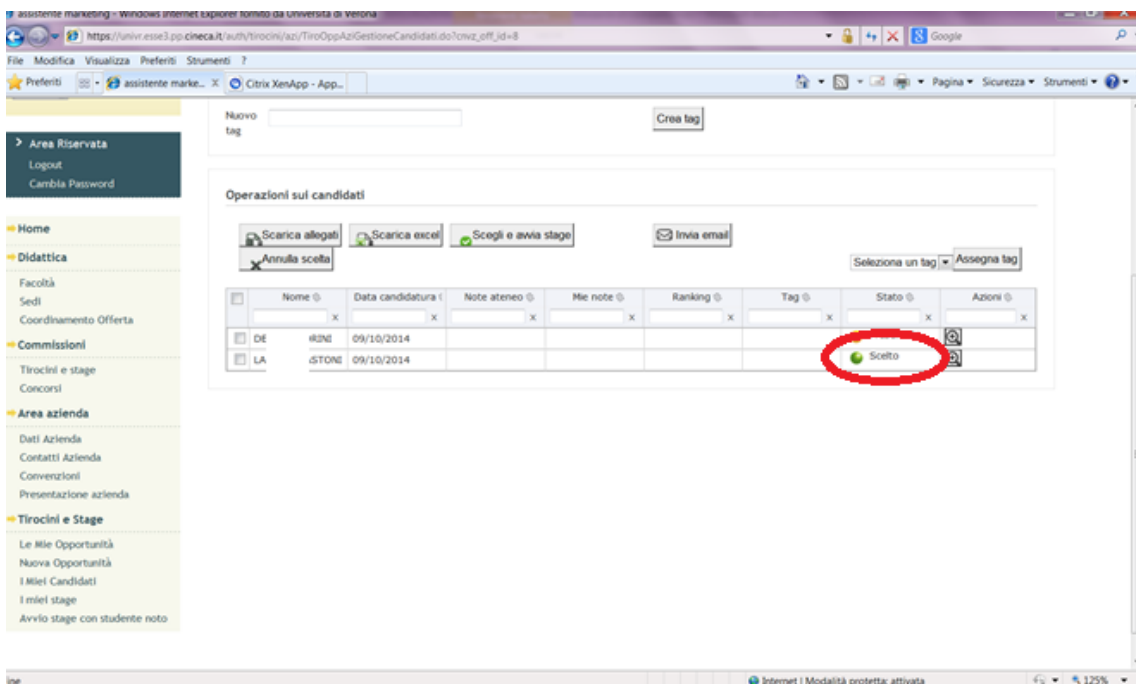 assistente marketing - Windows Internet Explorer fornito da Università di Verona
https://univr.esse3.pp.cineca.it/auth/tirocini/azi/TiroOppAziGestioneCandidati.do?cnvz_off_id=8
Google
File Modifica Visualizza Preferiti Strumenti ?
Preferiti assistente marke... X Citrix XenApp - App... Pagina Sicurezza Strumenti
Area Riservata
Logout
Cambia Password
Home
Didattica
Facoltà
Sedi
Coordinamento Offerta
Commissioni
Tirocini e stage
Concorsi
Area azienda
Dati Azienda
Contatti Azienda
Convenzioni
Presentazione azienda
Tirocini e Stage
Le Mie Opportunità
Nuova Opportunità
I Miei Candidati
I miei stage
Avvio stage con studente noto
Nuovo tag
Crea tag
Operazioni sui candidati
Scarica allegati Scarica excel Scegli e avvia stage Invia email
Annulla scelta Seleziona un tag Assegna tag
Nome Data candidatura Note ateneo Mie note Ranking Tag Stato Azioni
x x x x x x x x
DE RINI 09/10/2014
LA STONI 09/10/2014 Scelto
Internet | Modalità protetta: attivata 125%